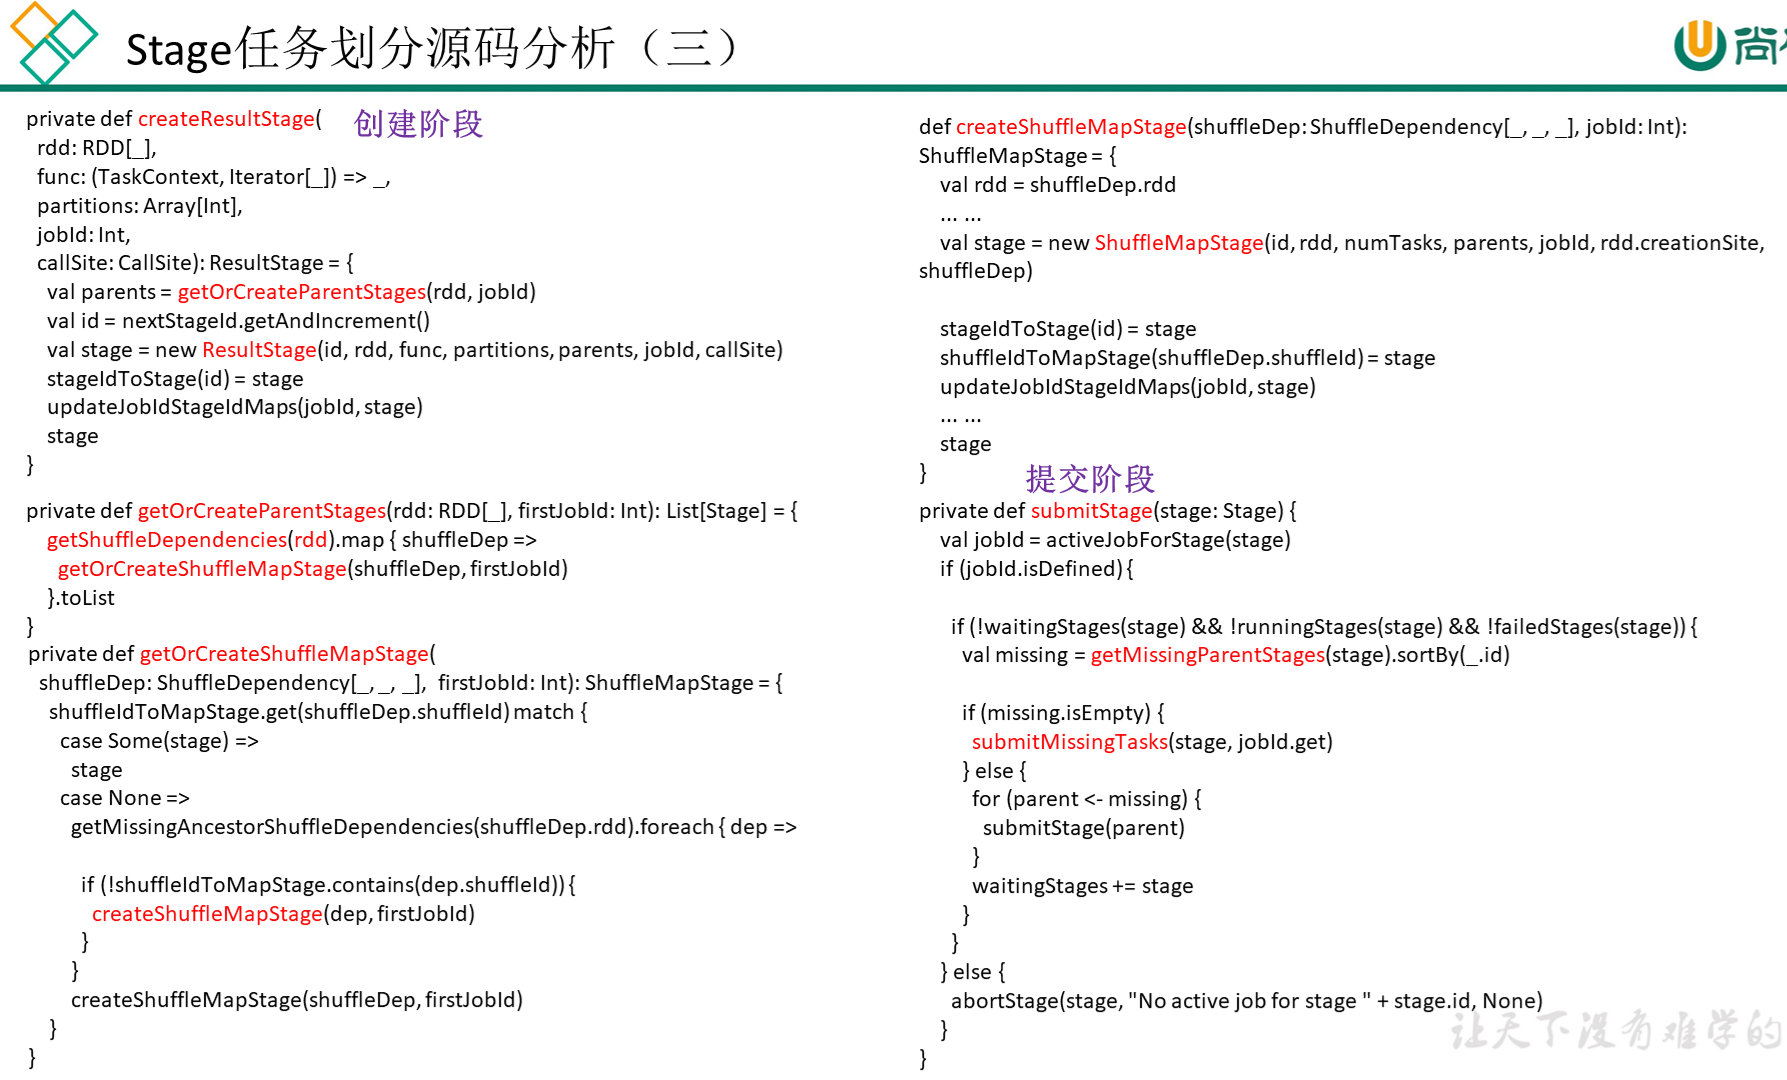 Stage任务划分源码分析（三）
尚
private def createResultStage(
创建阶段
rdd: RDD[_],
func: (TaskContext, Iterator[_]) => _,
partitions: Array[Int],
jobId: Int,
callSite: CallSite): ResultStage = {
val parents = getOrCreateParentStages(rdd, jobId)
val id = nextStageId.getAndIncrement()
val stage = new ResultStage(id, rdd, func, partitions, parents, jobId, callSite)
stageIdToStage(id) = stage
updateJobIdStageIdMaps(jobId, stage)
stage
}
private def getOrCreateParentStages(rdd: RDD[_], firstJobId: Int): List[Stage] = {
getShuffleDependencies(rdd).map { shuffleDep =>
getOrCreateShuffleMapStage(shuffleDep, firstJobId)
}.toList
}
private def getOrCreateShuffleMapStage(
shuffleDep: ShuffleDependency[_, _, _], firstJobId: Int): ShuffleMapStage = {
shuffleIdToMapStage.get(shuffleDep.shuffleId) match {
case Some(stage) =>
stage
case None =>
getMissingAncestorShuffleDependencies(shuffleDep.rdd).foreach { dep =>
if (!shuffleIdToMapStage.contains(dep.shuffleId)) {
createShuffleMapStage(dep, firstJobId)
}
}
createShuffleMapStage(shuffleDep, firstJobId)
}
}
def createShuffleMapStage(shuffleDep: ShuffleDependency[_, _, _], jobId: Int):
ShuffleMapStage = {
val rdd = shuffleDep.rdd
... ...
val stage = new ShuffleMapStage(id, rdd, numTasks, parents, jobId, rdd.creationSite,
shuffleDep)
stageIdToStage(id) = stage
shuffleIdToMapStage(shuffleDep.shuffleId) = stage
updateJobIdStageIdMaps(jobId, stage)
... ...
stage
}
提交阶段
private def submitStage(stage: Stage) {
val jobId = activeJobForStage(stage)
if (jobId.isDefined) {
if (!waitingStages(stage) && !runningStages(stage) && !failedStages(stage)) {
val missing = getMissingParentStages(stage).sortBy(_.id)
if (missing.isEmpty) {
submitMissingTasks(stage, jobId.get)
} else {
for (parent <- missing) {
submitStage(parent)
}
waitingStages += stage
}
}
} else {
abortStage(stage, "No active job for stage " + stage.id, None)
}
}
让天下没有难学的